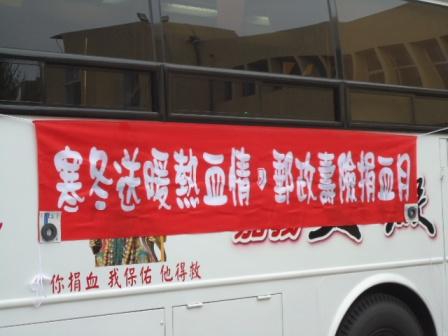 寒冬送暖熱血情，郵政壽險捐血月
你捐血 我保佑 他得救